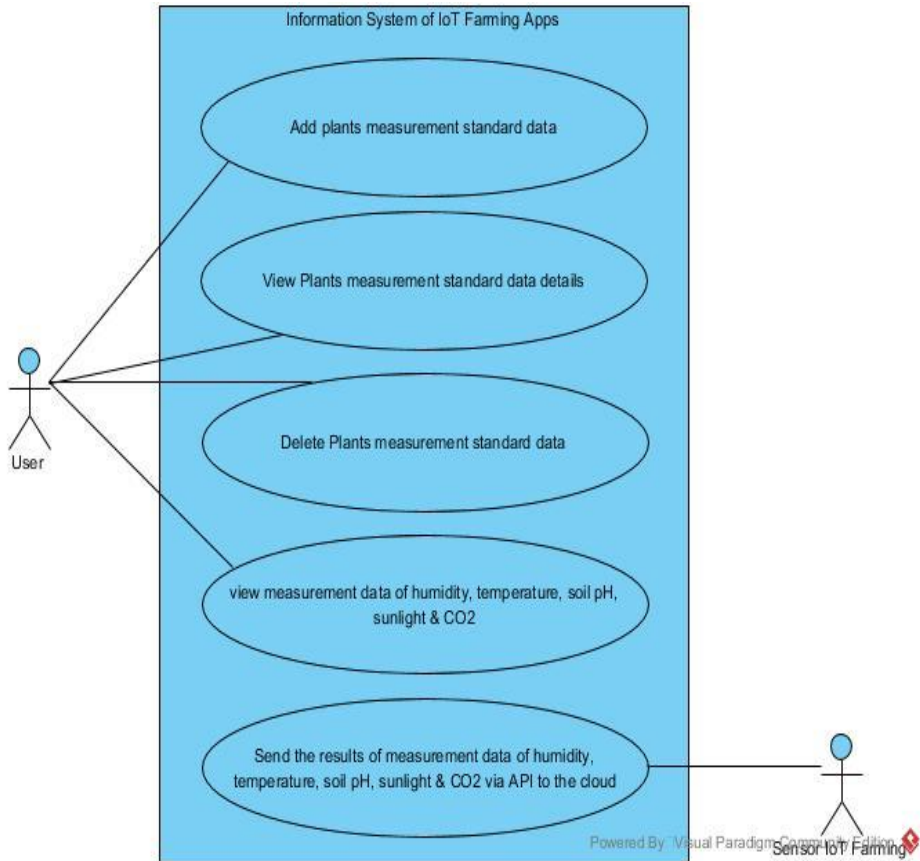 Information System of IoT Farming Apps
Add plants measurement standard data
View Plants measurement standard data details
Delete Plants measurement standard data
User
view measurement data of humidity, temperature, soil pH,
sunlight & CO2
Send the results of measurement data of humidity,
temperature, soil pH, sunlight & CO2 via API to the cloud
Powered By Visual Paradigm Community Edition
Sensor IoT Farming